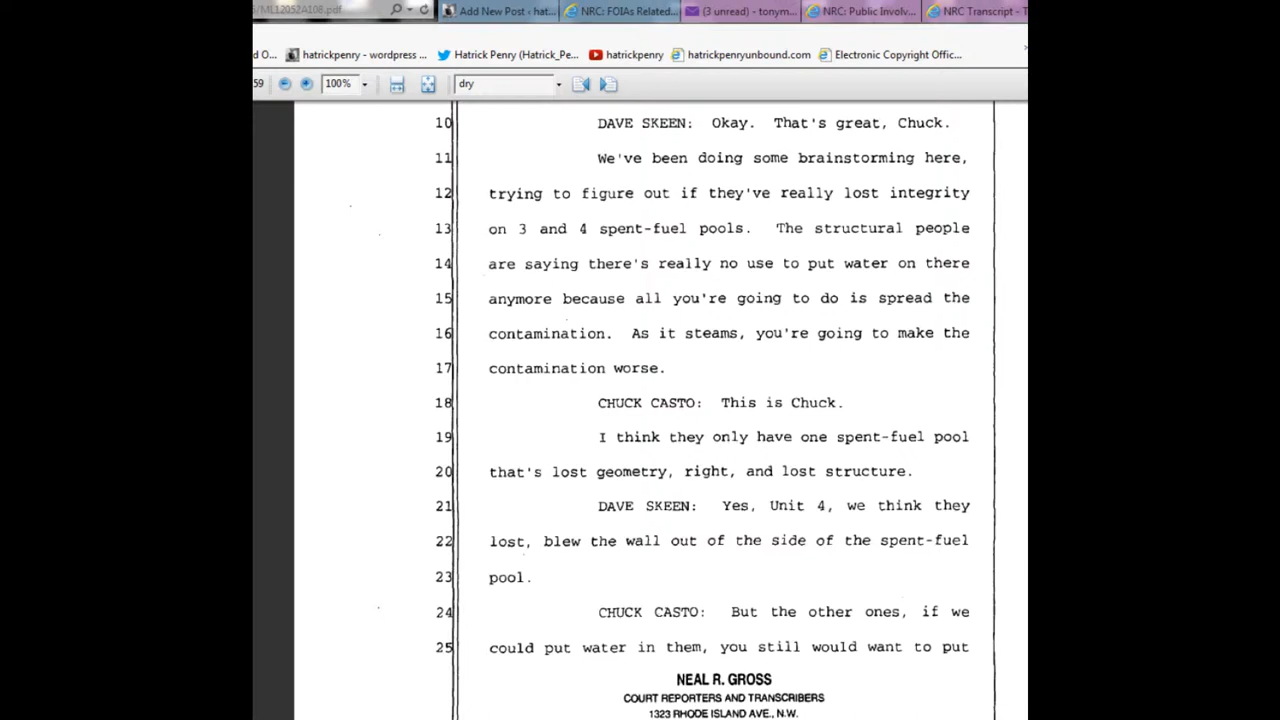 ML12052A108.pdf
Add New Post ‹ hat...
NRC: FOIAs Related...
(3 unread) - tonym...
NRC: Public Involv...
NRC Transcript - T
d O...
hatrickpenry - wordpress ...
Hatrick Penry (Hatrick_Pe...
hatrickpenry
hatrickpenryunbound.com
Electronic Copyright Offic...
59
100%
dry
10 DAVE SKEEN: Okay. That's great, Chuck.
11 We've been doing some brainstorming here,
12 trying to figure out if they've really lost integrity
13 on 3 and 4 spent-fuel pools. The structural people
14 are saying there's really no use to put water on there
15 anymore because all you're going to do is spread the
16 contamination. As it steams, you're going to make the
17 contamination worse.
18 CHUCK CASTO: This is Chuck.
19 I think they only have one spent-fuel pool
20 that's lost geometry, right, and lost structure.
21 DAVE SKEEN: Yes, Unit 4, we think they
22 lost, blew the wall out of the side of the spent-fuel
23 pool.
24 CHUCK CASTO: But the other ones, if we
25 could put water in them, you still would want to put
NEAL R. GROSS
COURT REPORTERS AND TRANSCRIBERS
1323 RHODE ISLAND AVE., N.W.